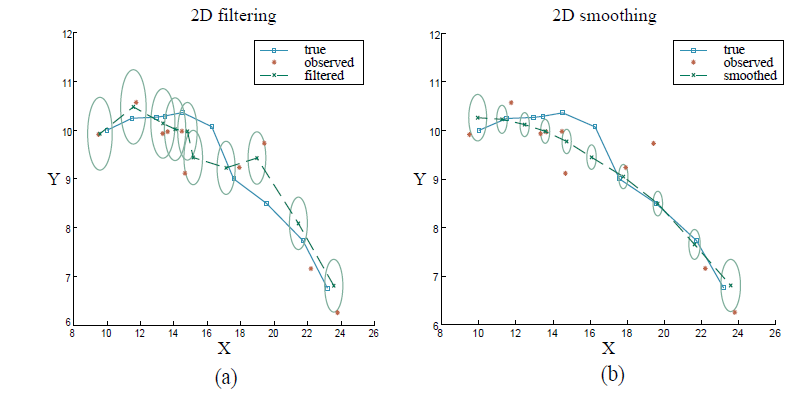 2D filtering
true
observed
filtered
12
11
10
9
8
7
6
Y
8 10 12 14 16 18 20 22 24 26
X
(a)
2D smoothing
true
observed
smoothed
12
11
10
9
8
7
6
Y
8 10 12 14 16 18 20 22 24 26
X
(b)